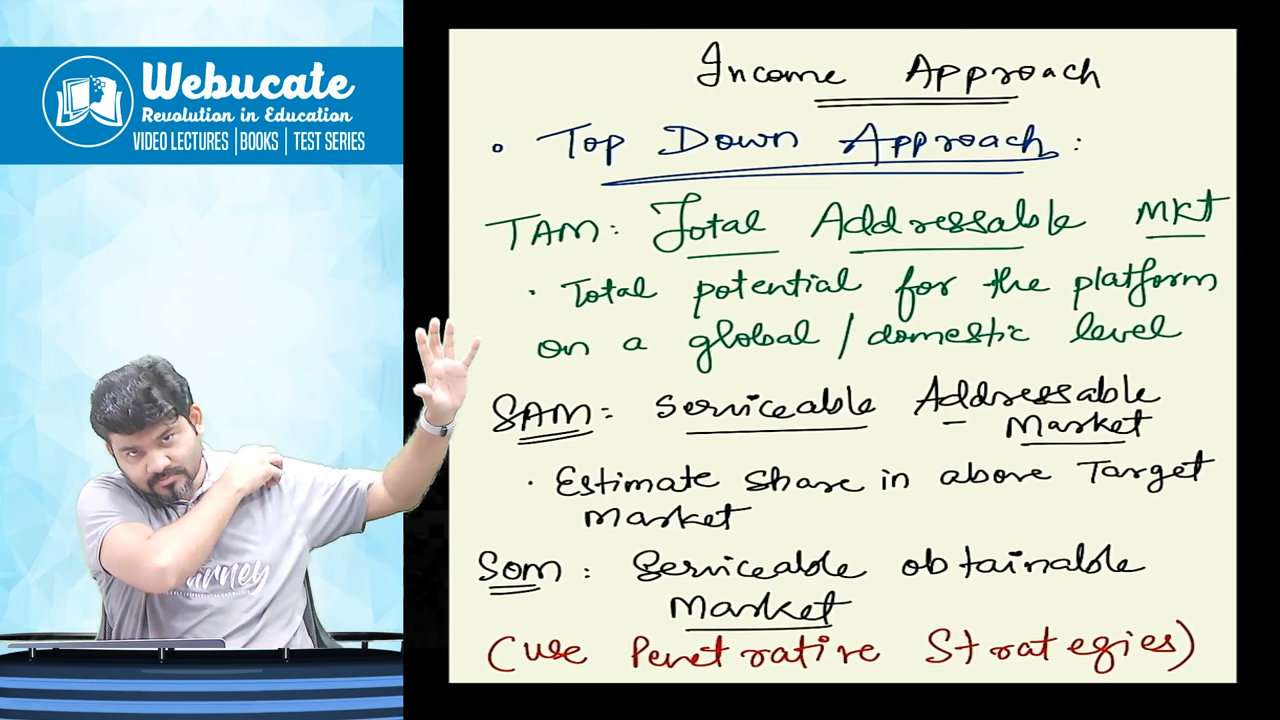 Webucate
Revolution in Education
VIDEO LECTURES | BOOKS | TEST SERIES
Income Approach
Top Down Approach :
TAM : Total Addressable MKT
· Total potential for the platform
on a global / domestic level
SAM : Serviceable Addressable
Market
· Estimate Share in above Target
Market
SOM : Serviceable obtainable
Market
(use Penetrative Strategies)